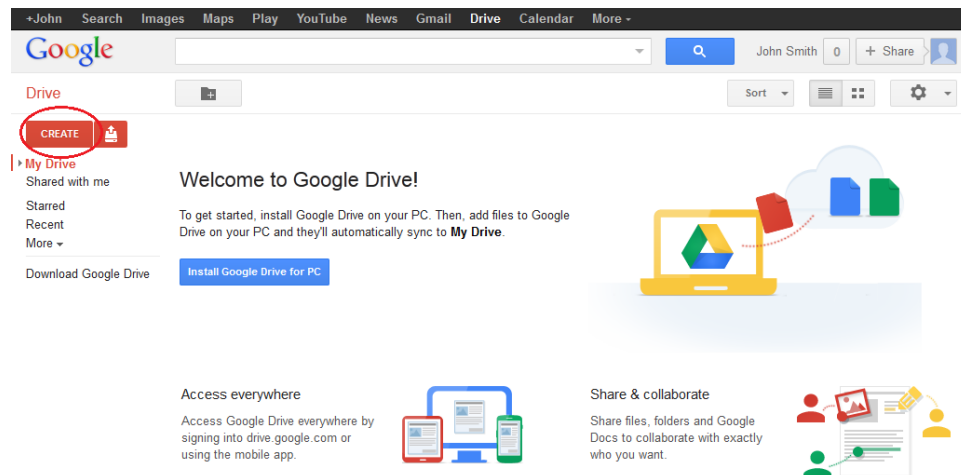 +John Search Images Maps Play YouTube News Gmail Drive Calendar More
Google
John Smith 0 + Share
Drive
Sort
CREATE
My Drive
Shared with me
Starred
Recent
More
Download Google Drive
Welcome to Google Drive!
To get started, install Google Drive on your PC. Then, add files to Google
Drive on your PC and they'll automatically sync to My Drive.
Install Google Drive for PC
Access everywhere
Access Google Drive everywhere by
signing into drive.google.com or
using the mobile app.
Share & collaborate
Share files, folders and Google
Docs to collaborate with exactly
who you want.